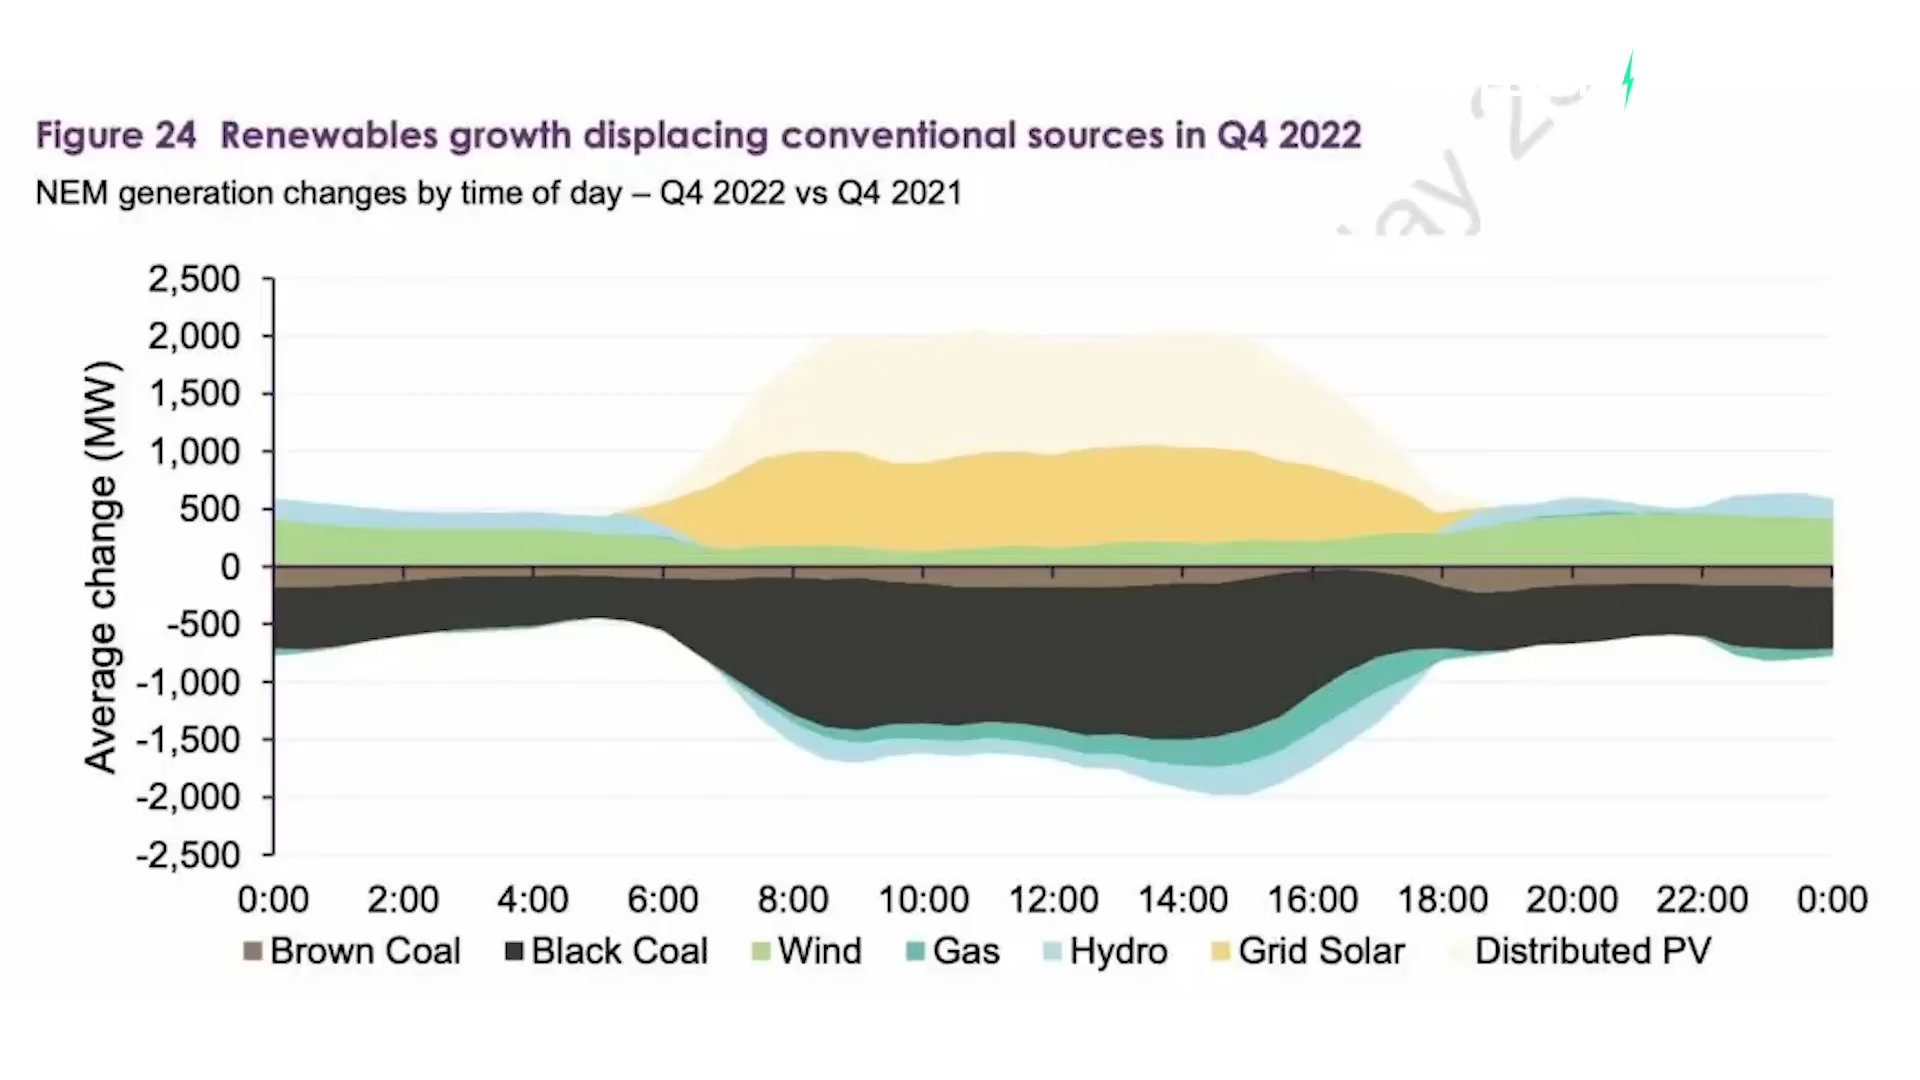 Figure 24 Renewables growth displacing conventional sources in Q4 2022
NEM generation changes by time of day – Q4 2022 vs Q4 2021
Average change (MW)
2,500
2,000
1,500
1,000
500
0
-500
-1,000
-1,500
-2,000
-2,500
0:00 2:00 4:00 6:00 8:00 10:00 12:00 14:00 16:00 18:00 20:00 22:00 0:00
Brown Coal Black Coal Wind Gas Hydro Grid Solar Distributed PV